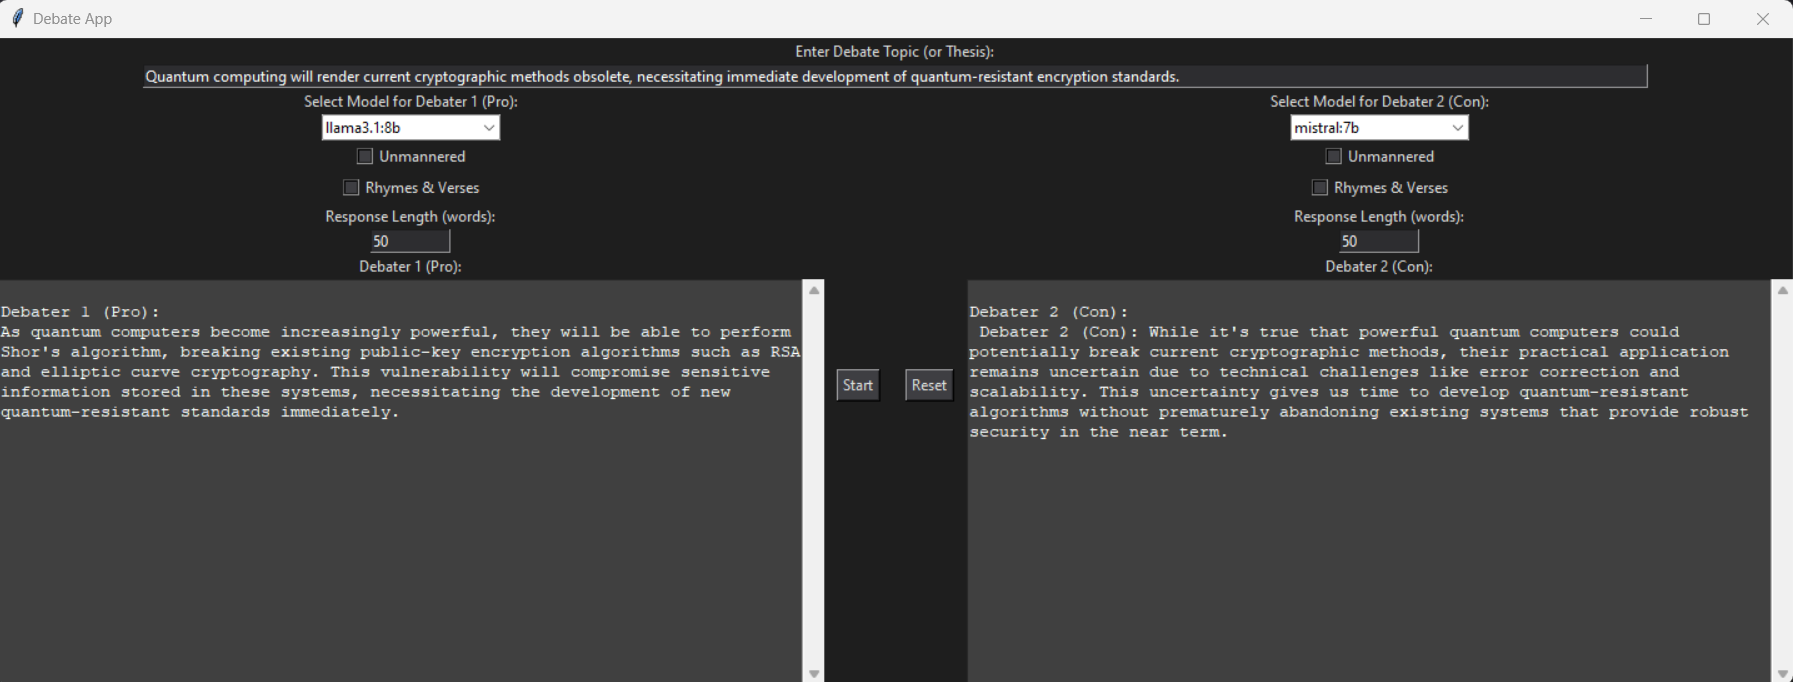 Debate App
Enter Debate Topic (or Thesis):
Quantum computing will render current cryptographic methods obsolete, necessitating immediate development of quantum-resistant encryption standards.
Select Model for Debater 1 (Pro):
llama3.1:8b
Unmannered
Rhymes & Verses
Response Length (words):
50
Debater 1 (Pro):
Select Model for Debater 2 (Con):
mistral:7b
Unmannered
Rhymes & Verses
Response Length (words):
50
Debater 2 (Con):
Debater 1 (Pro):
As quantum computers become increasingly powerful, they will be able to perform
Shor's algorithm, breaking existing public-key encryption algorithms such as RSA
and elliptic curve cryptography. This vulnerability will compromise sensitive
information stored in these systems, necessitating the development of new
quantum-resistant standards immediately.
Start
Reset
Debater 2 (Con):
Debater 2 (Con): While it's true that powerful quantum computers could
potentially break current cryptographic methods, their practical application
remains uncertain due to technical challenges like error correction and
scalability. This uncertainty gives us time to develop quantum-resistant
algorithms without prematurely abandoning existing systems that provide robust
security in the near term.